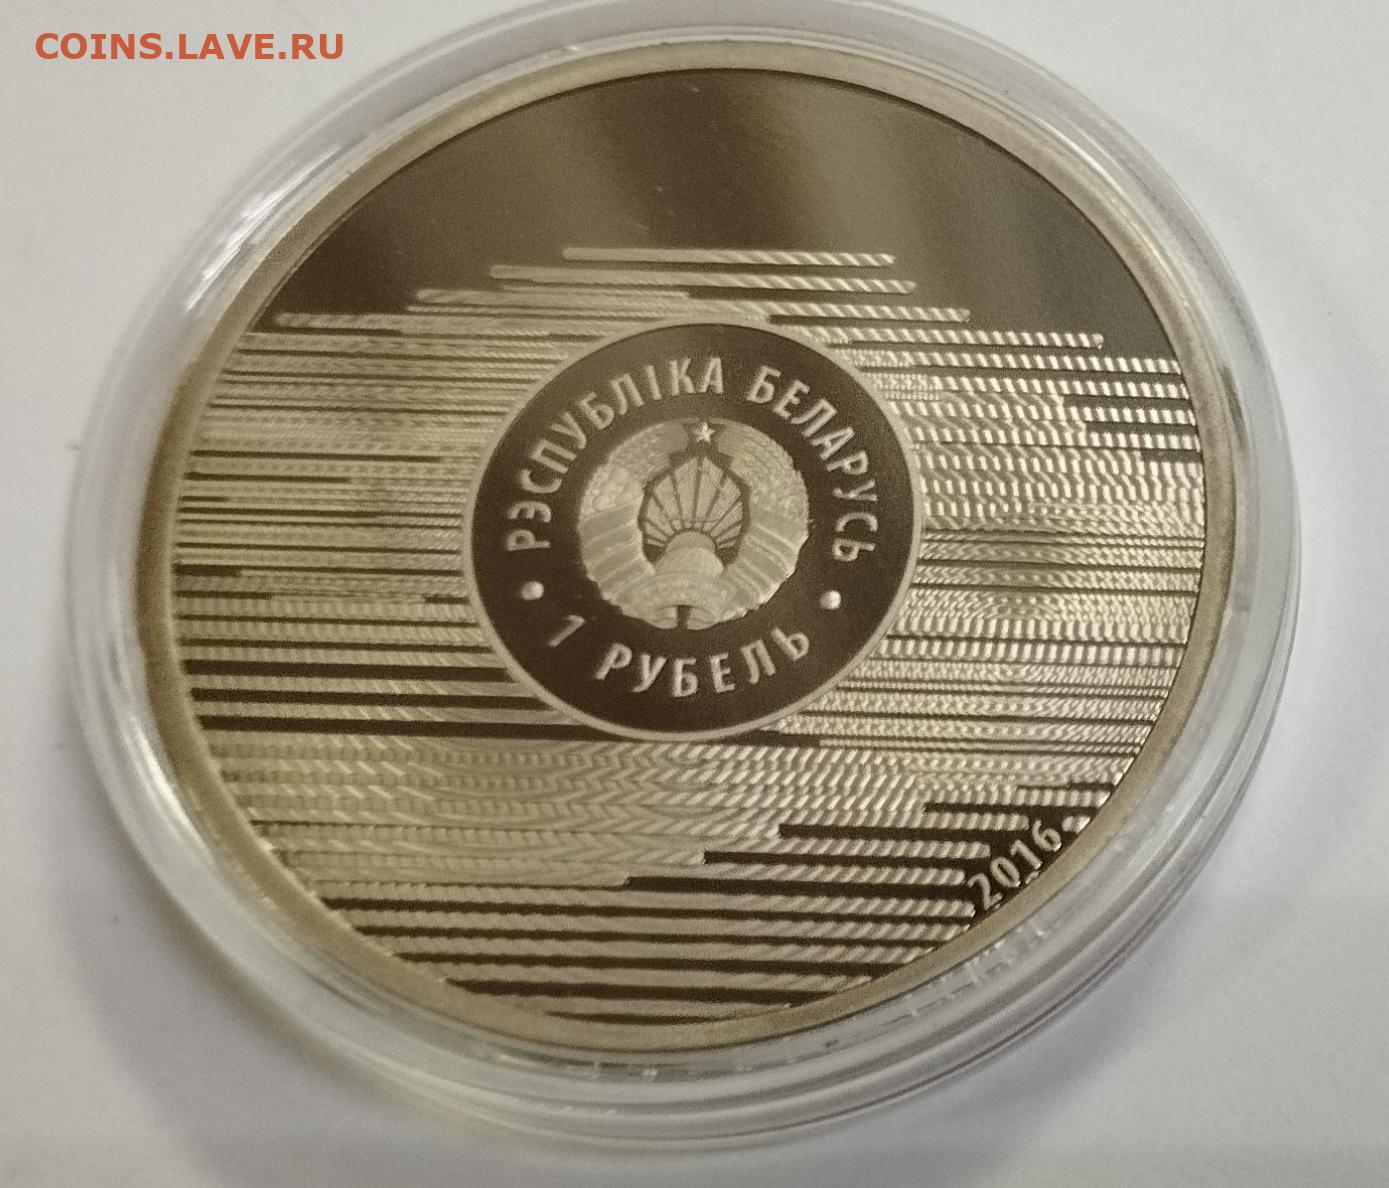 COINS.LAVE.RU
РЭСПУБЛІКА БЕЛАРУСЬ
1 РУБЕЛЬ
2016